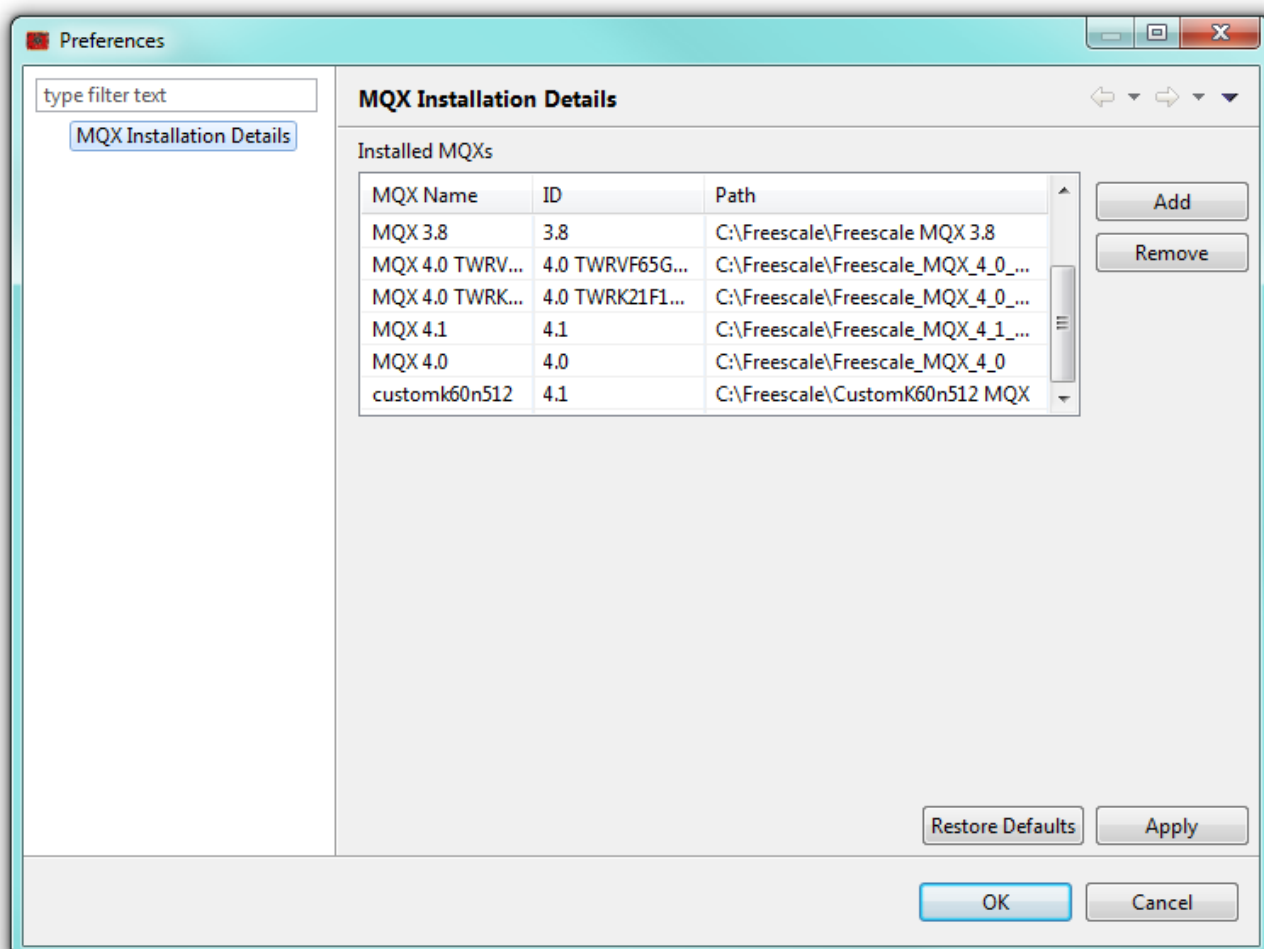 Preferences
type filter text
MQX Installation Details
MQX Installation Details
Installed MQXs
MQX Name ID Path
MQX 3.8 3.8 C:\Freescale\Freescale MQX 3.8
MQX 4.0 TWRV... 4.0 TWRVF65G... C:\Freescale\Freescale_MQX_4_0_...
MQX 4.0 TWRK... 4.0 TWRK21F1... C:\Freescale\Freescale_MQX_4_0_...
MQX 4.1 4.1 C:\Freescale\Freescale_MQX_4_1_...
MQX 4.0 4.0 C:\Freescale\Freescale_MQX_4_0
customk60n512 4.1 C:\Freescale\CustomK60n512 MQX
Add
Remove
Restore Defaults Apply
OK Cancel